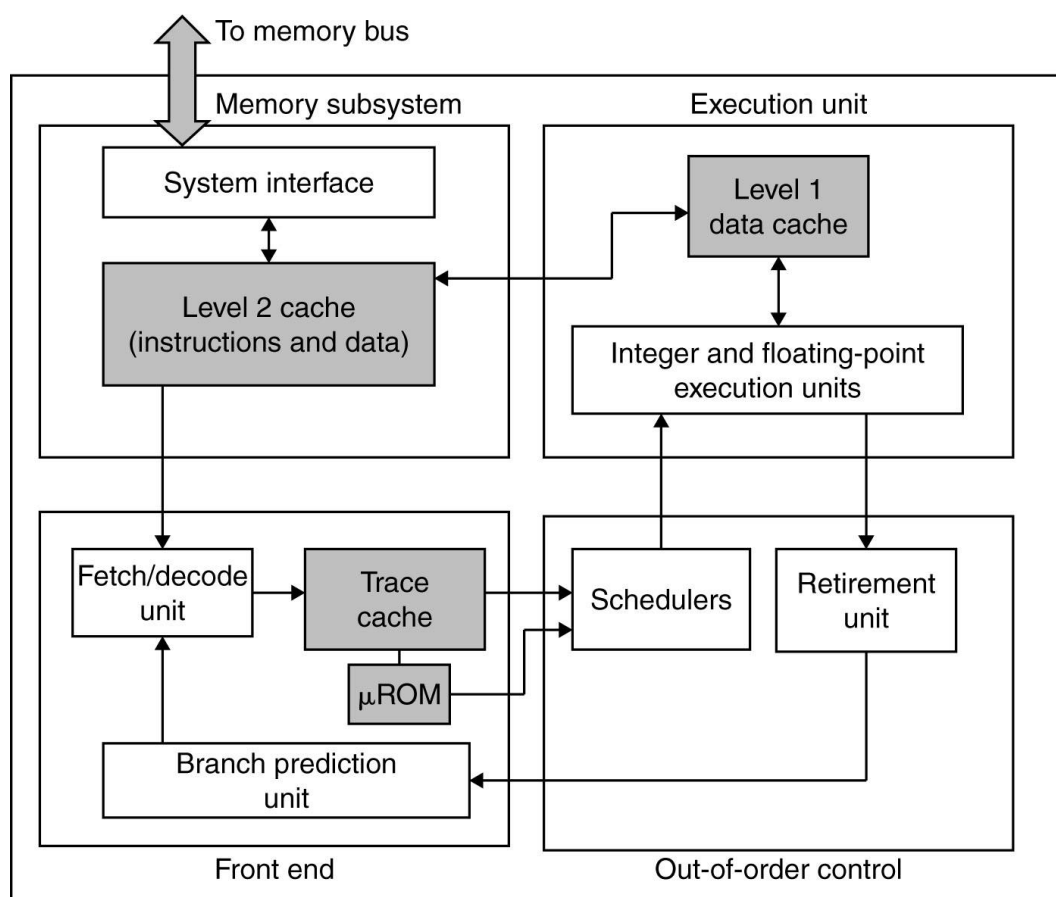 To memory bus
Memory subsystem
Execution unit
System interface
Level 1
data cache
Level 2 cache
(instructions and data)
Integer and floating-point
execution units
Fetch/decode
unit
Trace
cache
Schedulers
Retirement
unit
μROM
Branch prediction
unit
Front end
Out-of-order control